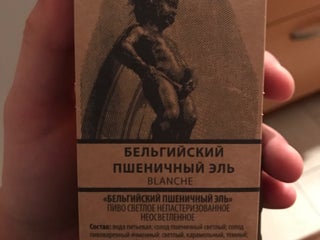 БЕЛЬГИЙСКИЙ
ПШЕНИЧНЫЙ ЭЛЬ
BLANCHE
«БЕЛЬГИЙСКИЙ ПШЕНИЧНЫЙ ЭЛЬ»
ПИВО СВЕТЛОЕ НЕПАСТЕРИЗОВАННОЕ
НЕОСВЕТЛЕННОЕ
Состав: вода питьевая; солод пшеничный светлый; солод
пивоваренный ячменный: светлый, карамельный, темный;